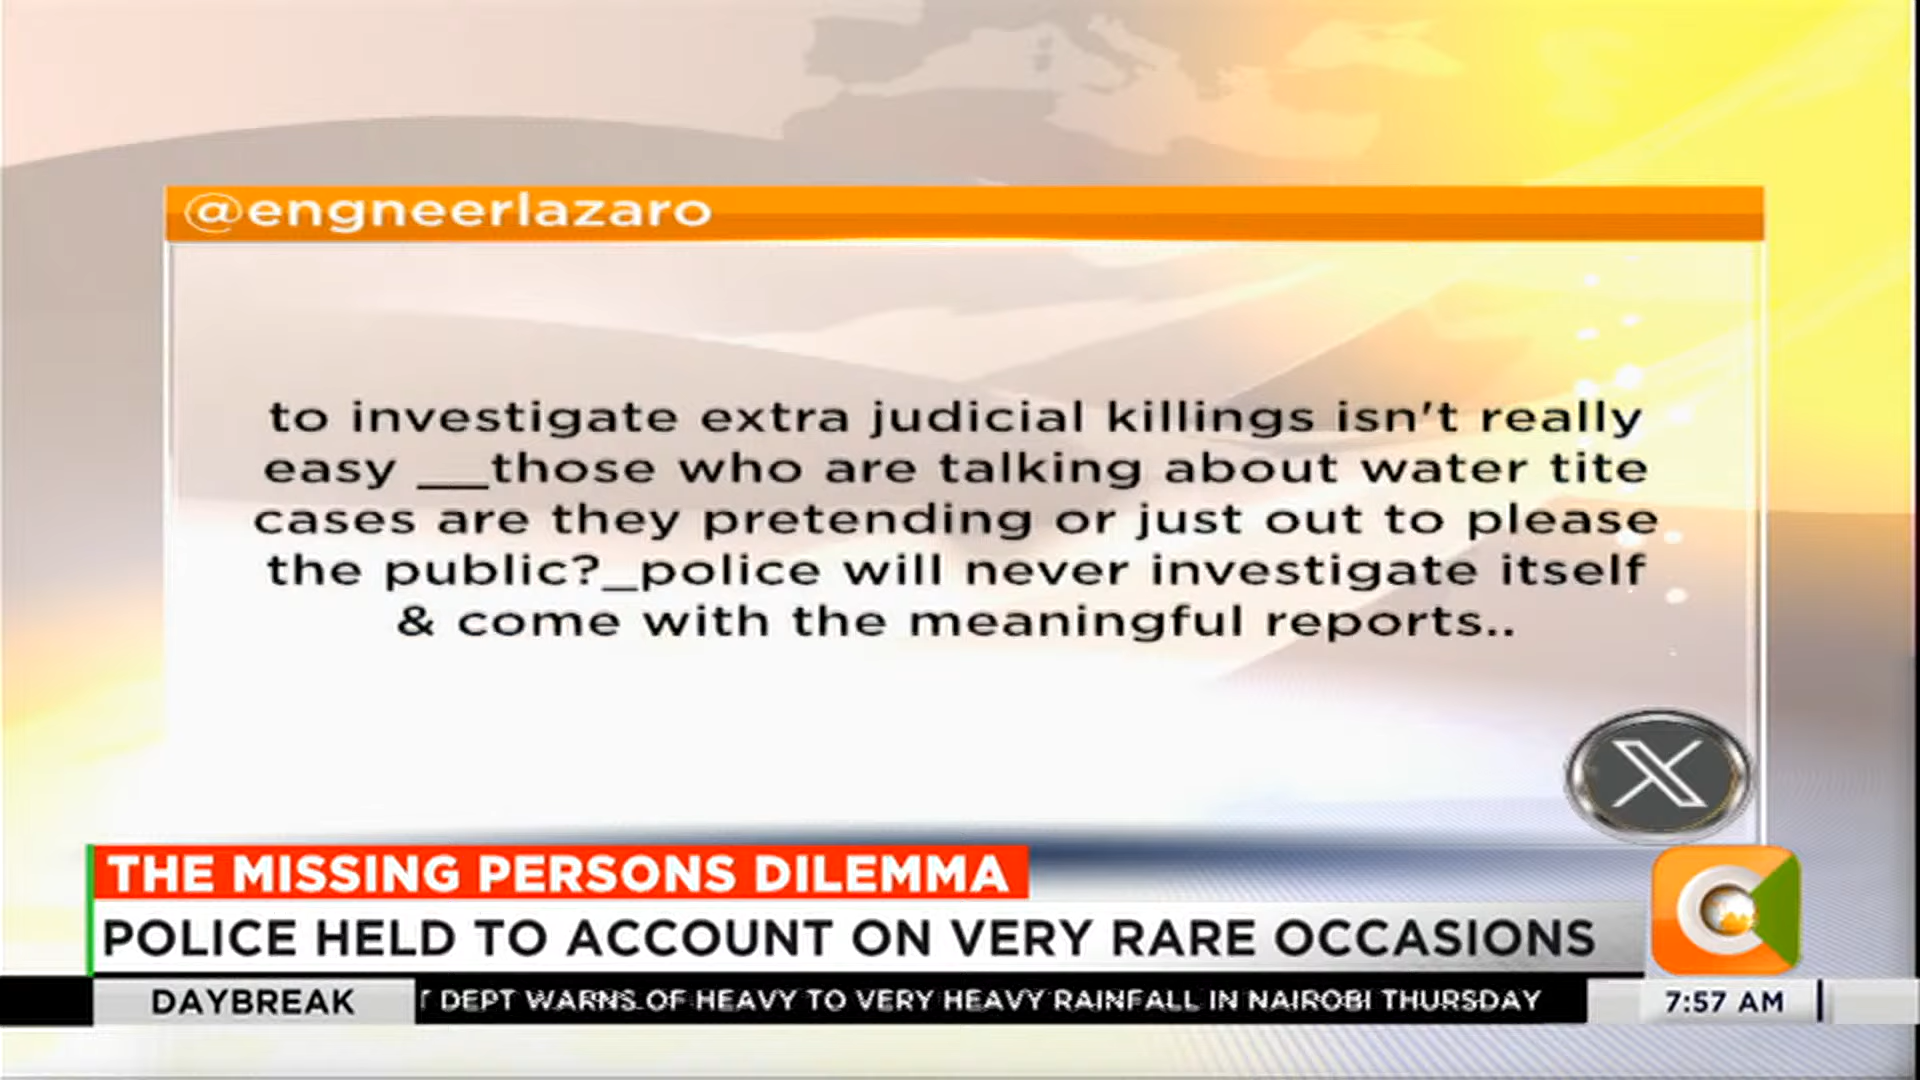 @engneerlazaro
to investigate extra judicial killings isn't really
easy __those who are talking about water tite
cases are they pretending or just out to please
the public?_police will never investigate itself
& come with the meaningful reports..
THE MISSING PERSONS DILEMMA
POLICE HELD TO ACCOUNT ON VERY RARE OCCASIONS
DAYBREAK
DEPT WARNS OF HEAVY TO VERY HEAVY RAINFALL IN NAIROBI THURSDAY
7:57 AM